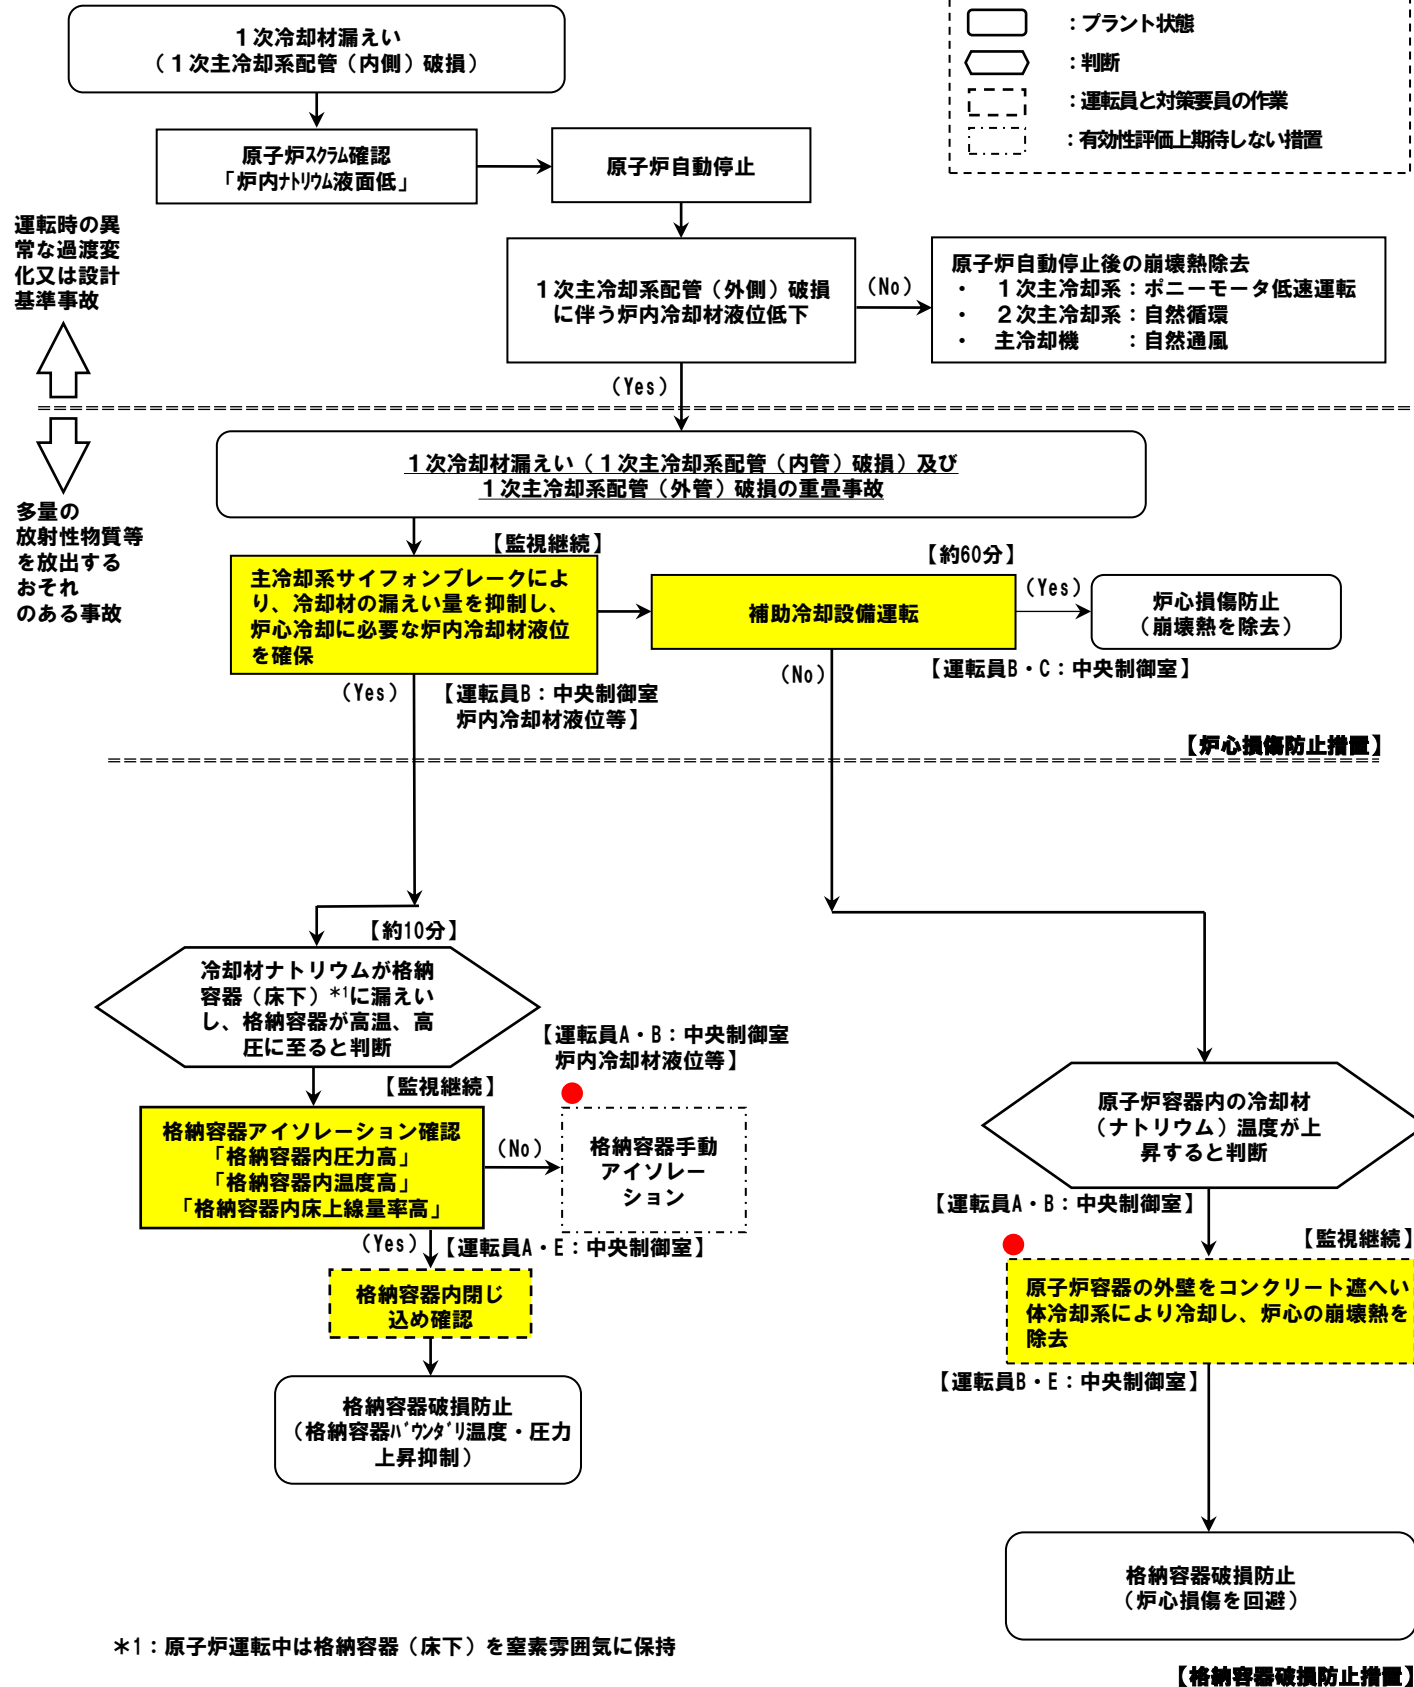 ：プラント状態
：判断
：運転員と対策要員の作業
：有効性評価上期待しない措置
１次冷却材漏えい
（１次主冷却系配管（内側）破損）
原子炉ｽｸﾗﾑ確認
「炉内ﾅﾄﾘｳﾑ液面低」
原子炉自動停止
運転時の異
常な過渡変
化又は設計
基準事故
１次主冷却系配管（外側）破損
に伴う炉内冷却材液位低下
（No）
原子炉自動停止後の崩壊熱除去
・　１次主冷却系：ポニーモータ低速運転
・　２次主冷却系：自然循環
・　主冷却機　　：自然通風
（Yes）
多量の
放射性物質等
を放出する
おそれ
のある事故
１次冷却材漏えい（１次主冷却系配管（内管）破損）及び
１次主冷却系配管（外管）破損の重畳事故
【監視継続】
主冷却系サイフォンブレークによ
り、冷却材の漏えい量を抑制し、
炉心冷却に必要な炉内冷却材液位
を確保
【約60分】
補助冷却設備運転
（Yes）
炉心損傷防止
（崩壊熱を除去）
（Yes）
【運転員B：中央制御室
炉内冷却材液位等】
（No）
【運転員B・C：中央制御室】
【炉心損傷防止措置】
【約10分】
冷却材ナトリウムが格納
容器（床下）*1に漏えい
し、格納容器が高温、高
圧に至ると判断
【運転員A・B：中央制御室
炉内冷却材液位等】
【監視継続】
格納容器アイソレーション確認
「格納容器内圧力高」
「格納容器内温度高」
「格納容器内床上線量率高」
（No）
格納容器手動
アイソレー
ション
（Yes）
【運転員A・E：中央制御室】
格納容器内閉じ
込め確認
格納容器破損防止
（格納容器ﾊﾞｳﾝﾀﾞﾘ温度・圧力
上昇抑制）
原子炉容器内の冷却材
（ナトリウム）温度が上
昇すると判断
【運転員A・B：中央制御室】
【監視継続】
原子炉容器の外壁をコンクリート遮へい
体冷却系により冷却し、炉心の崩壊熱を
除去
【運転員B・E：中央制御室】
格納容器破損防止
（炉心損傷を回避）
*1：原子炉運転中は格納容器（床下）を窒素雰囲気に保持
【格納容器破損防止措置】